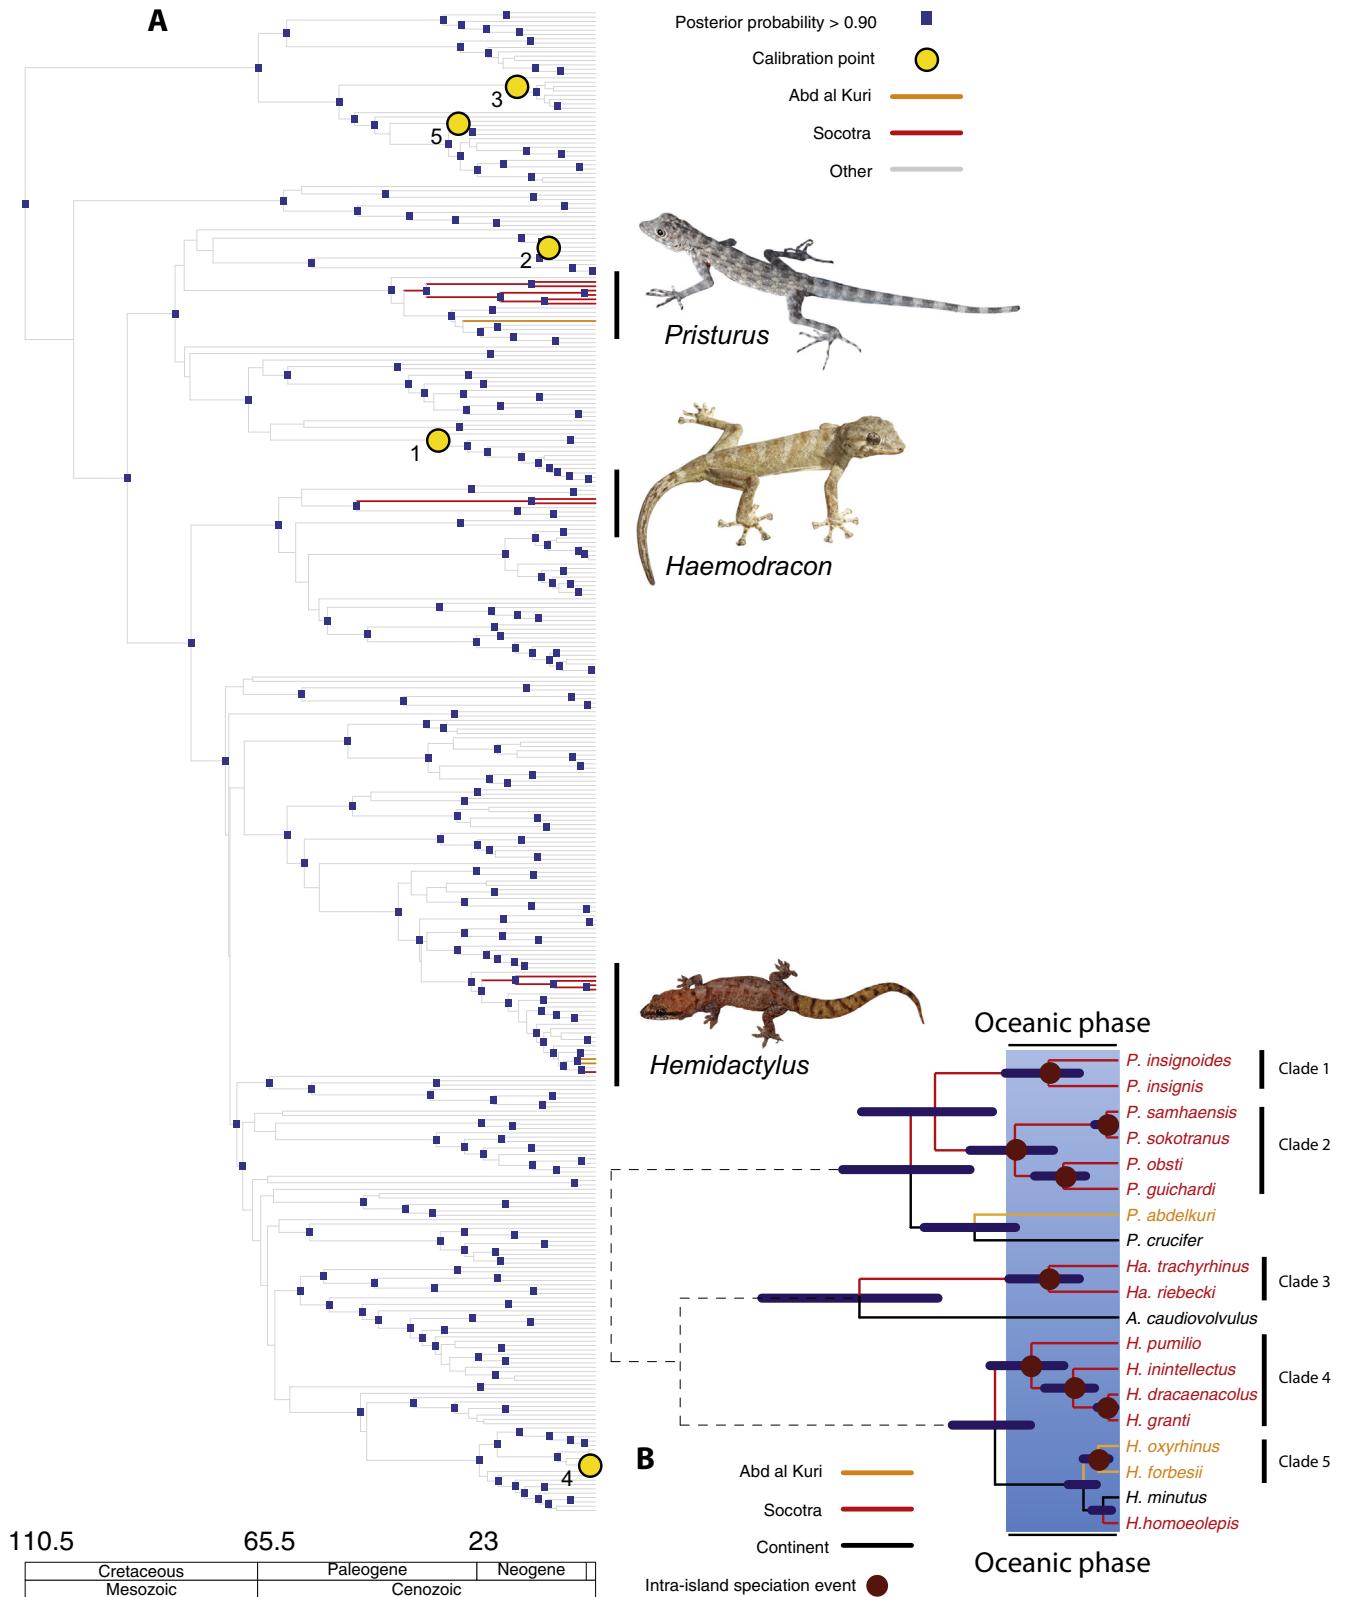 A
Posterior probability > 0.90
Calibration point
Abd al Kuri
Socotra
Other
3
5
2
1
4
Pristurus
Haemodracon
Hemidactylus
110.5
65.5
23
Cretaceous
Paleogene
Neogene
Mesozoic
Cenozoic
B
Abd al Kuri
Socotra
Continent
Intra-island speciation event
Oceanic phase
P. insignoides
P. insignis
P. samhaensis
P. sokotranus
P. obsti
P. guichardi
P. abdelkuri
P. crucifer
Ha. trachyrhinus
Ha. riebecki
A. caudiovolvulus
H. pumilio
H. inintellectus
H. dracaenacolus
H. granti
H. oxyrhinus
H. forbesii
H. minutus
H.homoeolepis
Clade 1
Clade 2
Clade 3
Clade 4
Clade 5
Oceanic phase